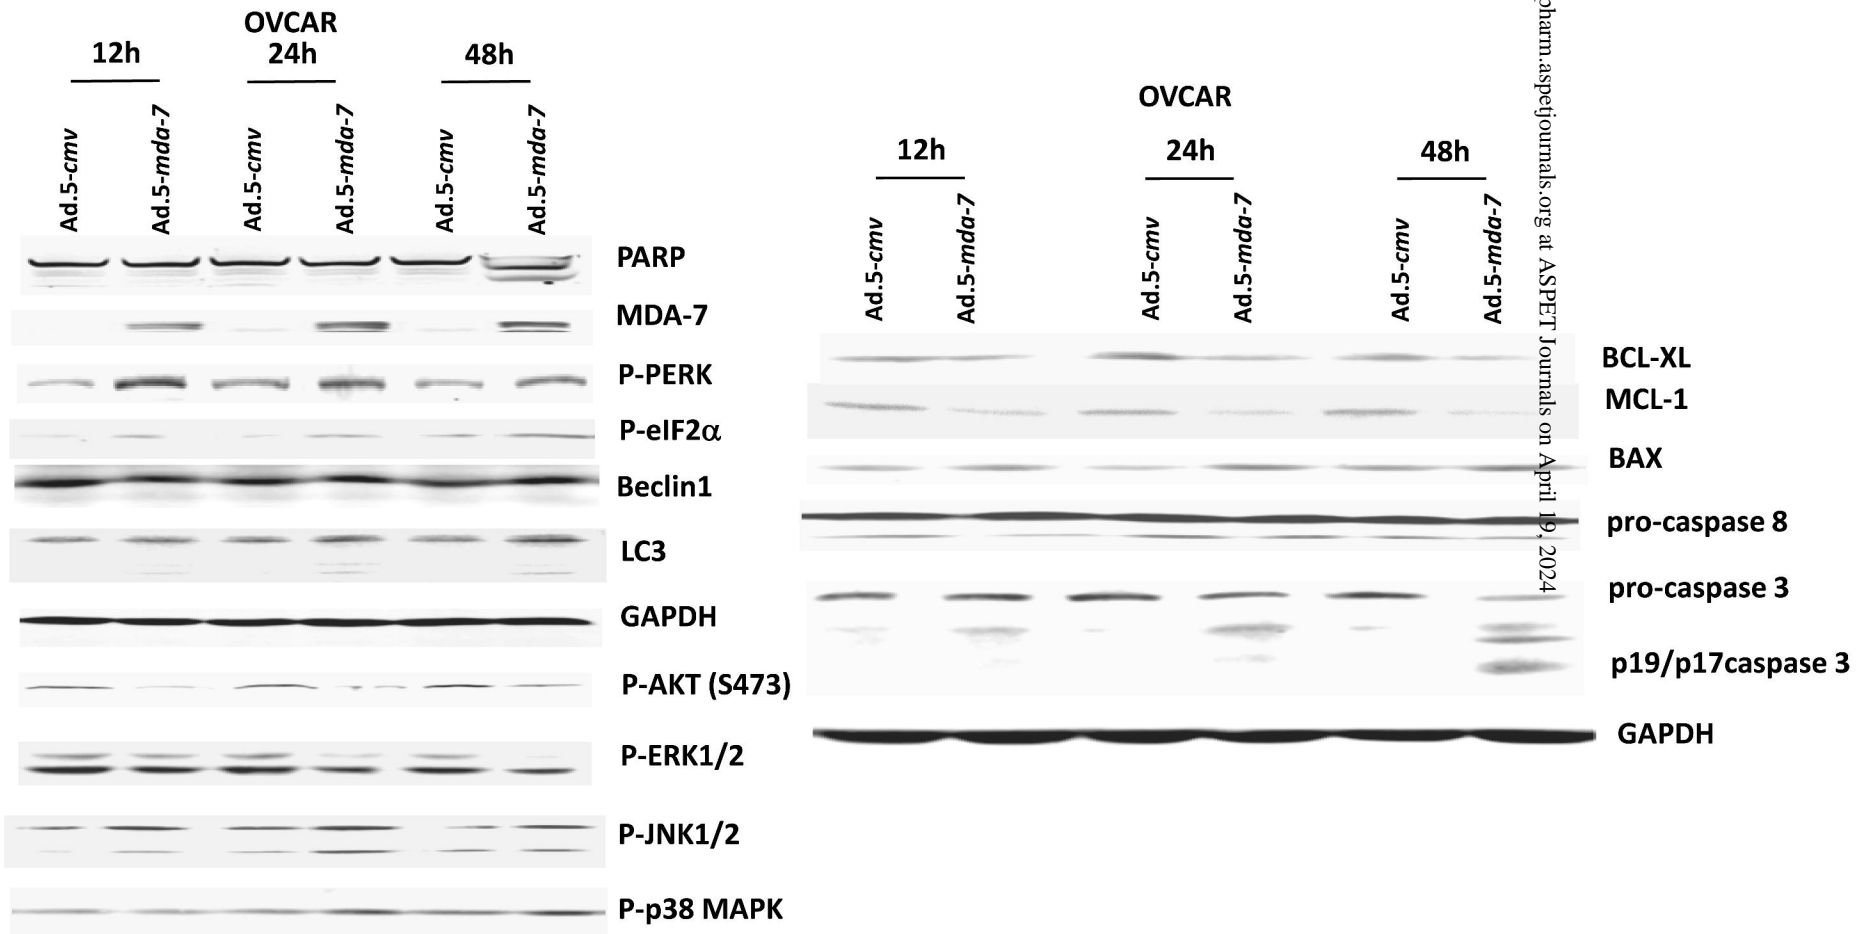 OVCAR
12h 24h 48h
Ad.5-cmv Ad.5-mda-7 Ad.5-cmv Ad.5-mda-7 Ad.5-cmv Ad.5-mda-7
PARP
MDA-7
P-PERK
P-eIF2α
Beclin1
LC3
GAPDH
P-AKT (S473)
P-ERK1/2
P-JNK1/2
P-p38 MAPK
OVCAR
12h 24h 48h
Ad.5-cmv Ad.5-mda-7 Ad.5-cmv Ad.5-mda-7 Ad.5-cmv Ad.5-mda-7
BCL-XL
MCL-1
BAX
pro-caspase 8
pro-caspase 3
p19/p17caspase 3
GAPDH
pharm.aspetjournals.org at ASPET Journals on April 19, 2024